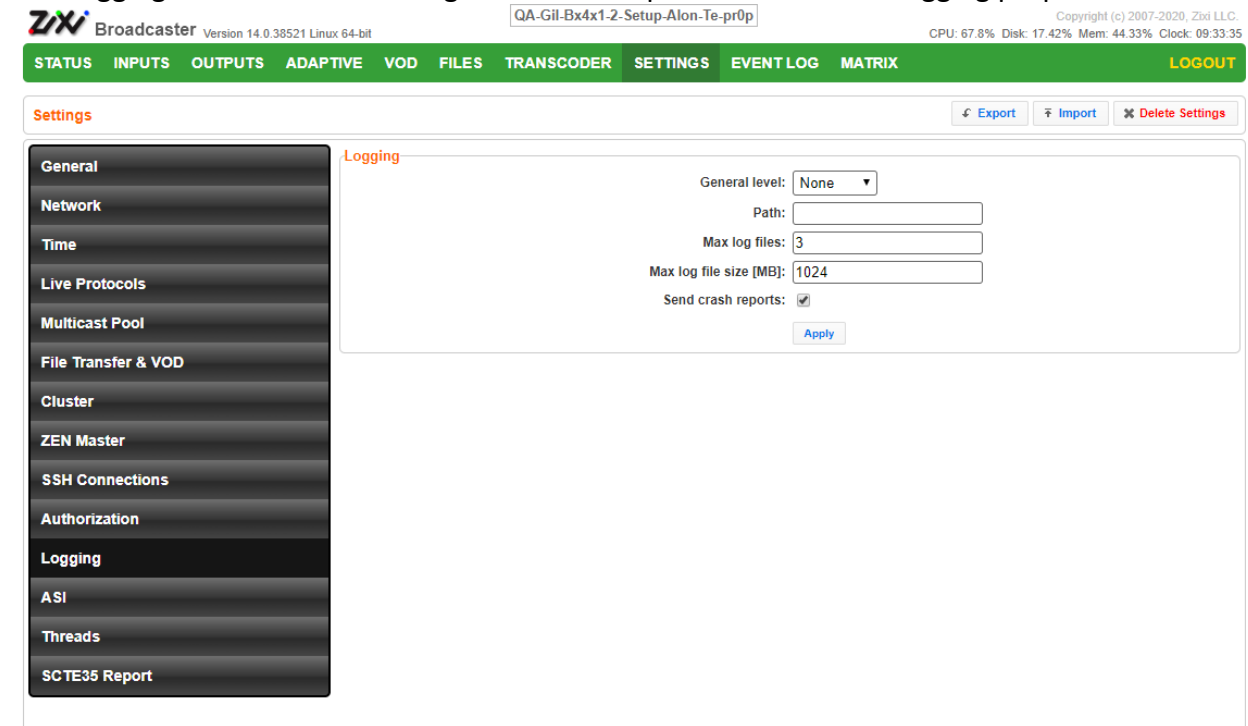 ZiXi Broadcaster Version 14.0.38521 Linux 64-bit
QA-Gil-Bx4x1-2-Setup-Alon-Te-pr0p
Copyright (c) 2007-2020, Zixi LLC.
CPU: 67.8% Disk: 17.42% Mem: 44.33% Clock: 09:33:35
STATUS INPUTS OUTPUTS ADAPTIVE VOD FILES TRANSCODER SETTINGS EVENT LOG MATRIX LOGOUT
Settings
Export Import Delete Settings
General
Network
Time
Live Protocols
Multicast Pool
File Transfer & VOD
Cluster
ZEN Master
SSH Connections
Authorization
Logging
ASI
Threads
SCTE35 Report
Logging
General level: None
Path:
Max log files: 3
Max log file size [MB]: 1024
Send crash reports:
Apply